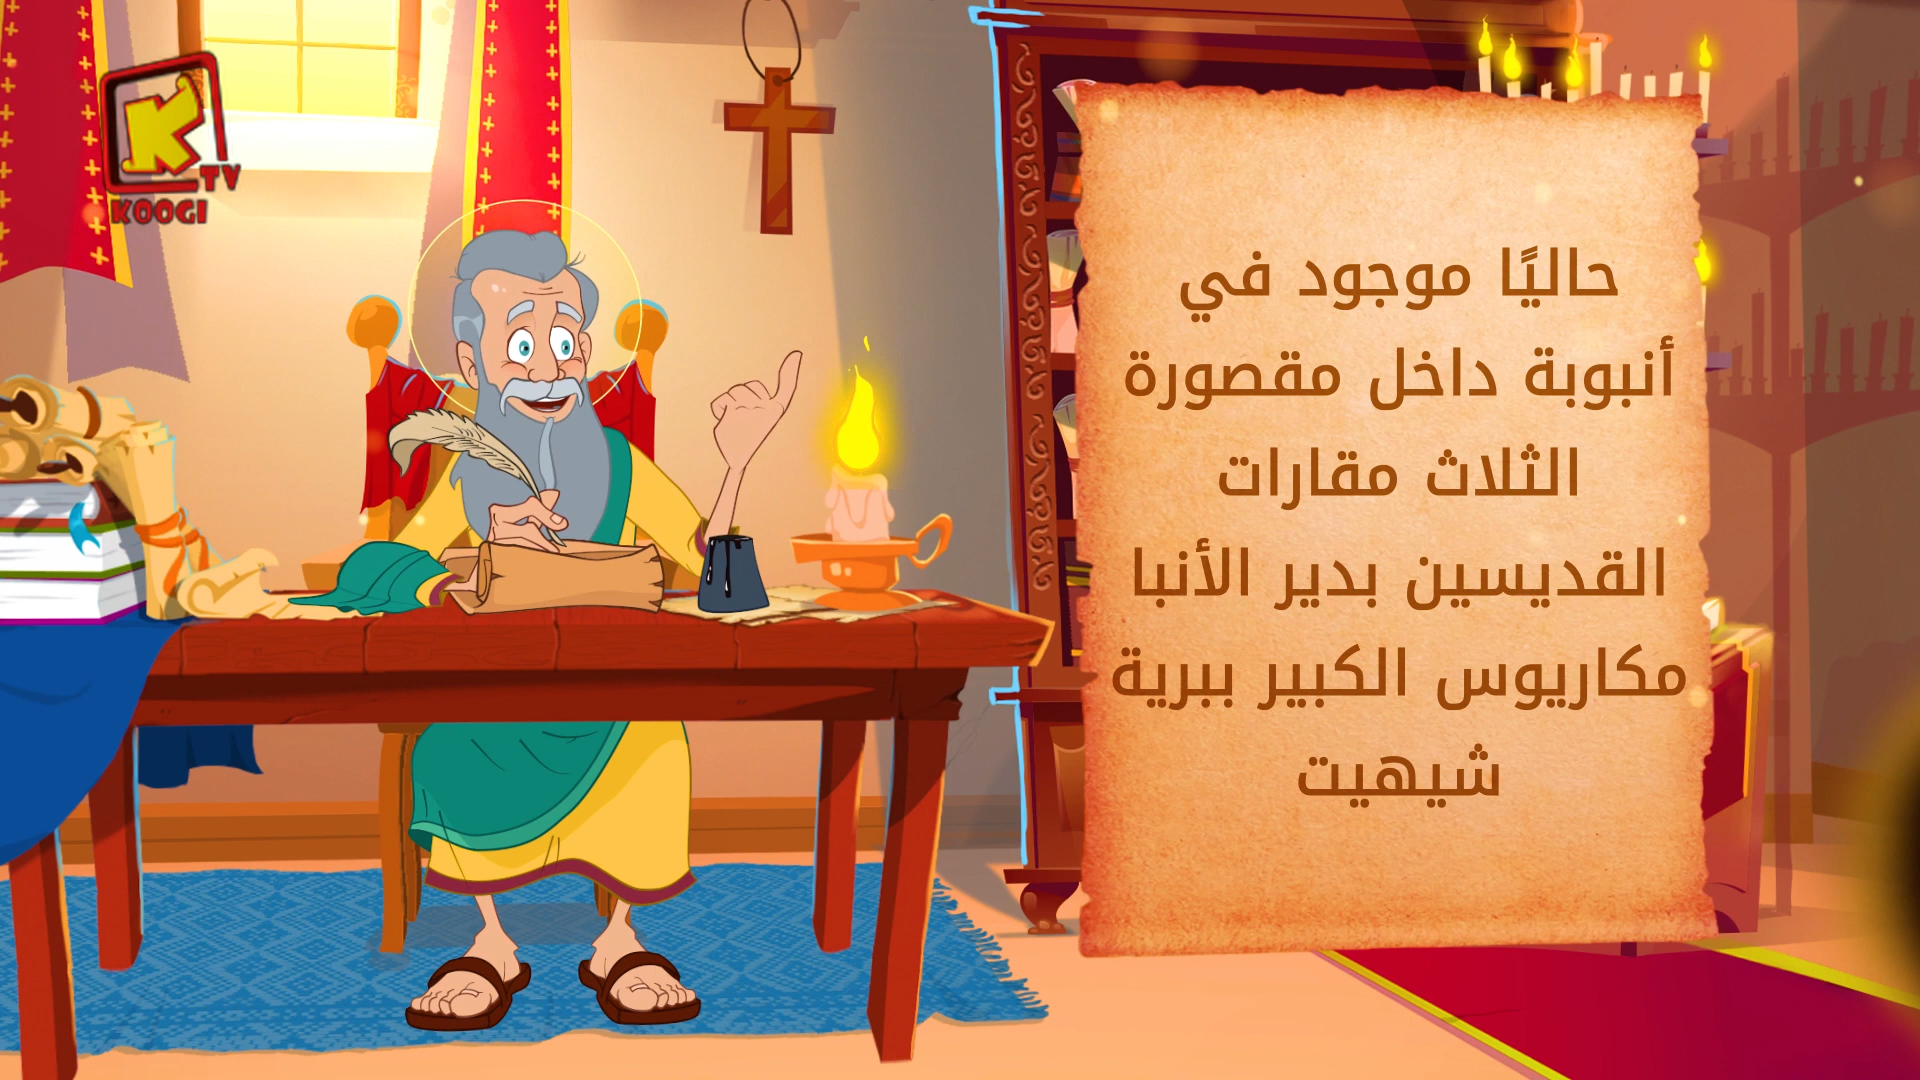 K
TV
KOOGI
حاليًا موجود في
أنبوبة داخل مقصورة
الثلاث مقارات
القديسين بدير الأنبا
مكاريوس الكبير ببرية
شيهيت